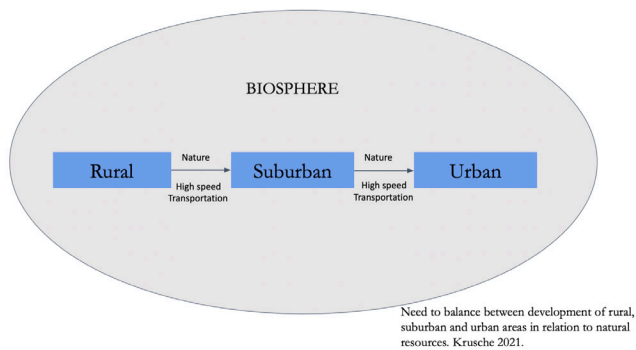 BIOSPHERE
Rural
Nature
High speed
Transportation
Suburban
Nature
High speed
Transportation
Urban
Need to balance between development of rural,
suburban and urban areas in relation to natural
resources. Krusche 2021.